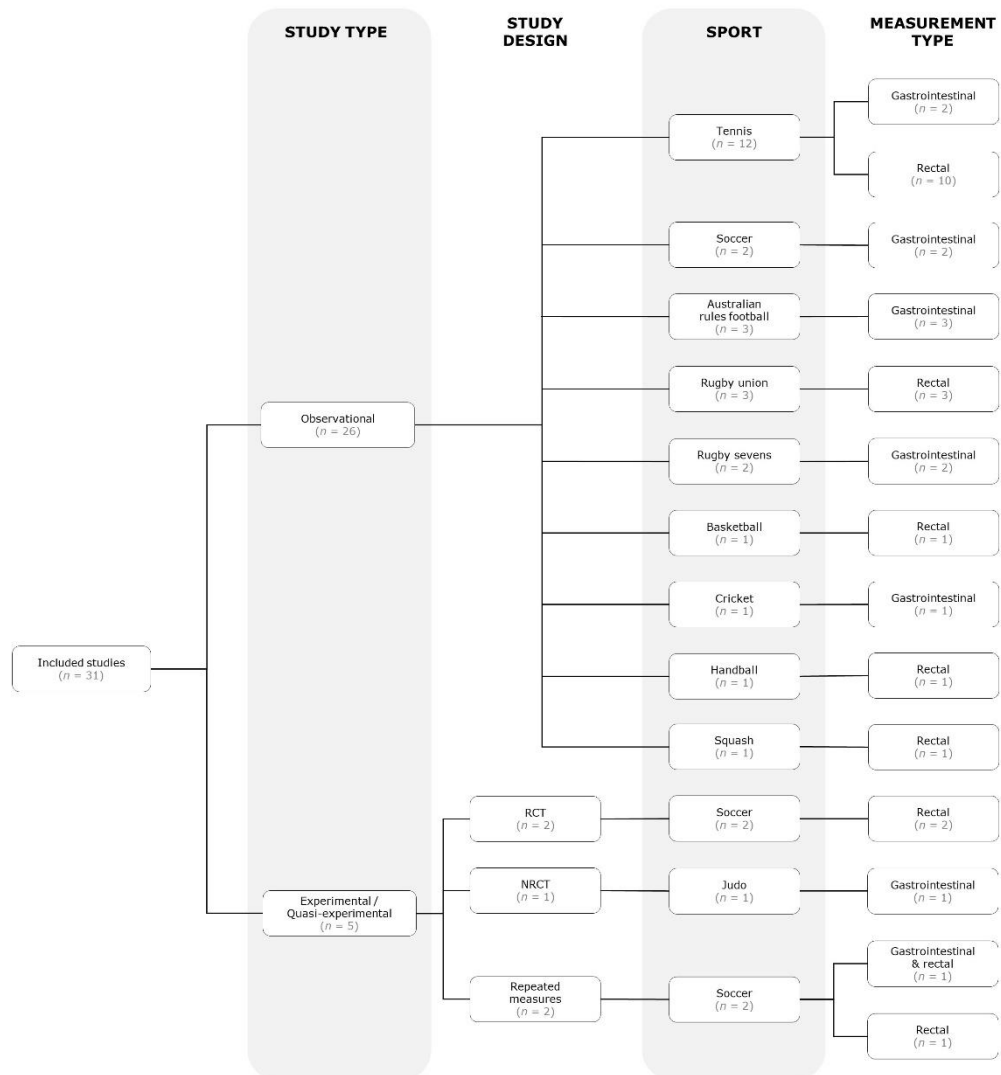 STUDY TYPE
STUDY
DESIGN
SPORT
MEASUREMENT
TYPE
Gastrointestinal
(n = 2)
Tennis
(n = 12)
Rectal
(n = 10)
Soccer
(n = 2)
Gastrointestinal
(n = 2)
Australian
rules football
(n = 3)
Gastrointestinal
(n = 3)
Rugby union
(n = 3)
Rectal
(n = 3)
Observational
(n = 26)
Rugby sevens
(n = 2)
Gastrointestinal
(n = 2)
Basketball
(n = 1)
Rectal
(n = 1)
Cricket
(n = 1)
Gastrointestinal
(n = 1)
Included studies
(n = 31)
Handball
(n = 1)
Rectal
(n = 1)
Squash
(n = 1)
Rectal
(n = 1)
RCT
(n = 2)
Soccer
(n = 2)
Rectal
(n = 2)
Experimental /
Quasi-experimental
(n = 5)
NRCT
(n = 1)
Judo
(n = 1)
Gastrointestinal
(n = 1)
Repeated
measures
(n = 2)
Soccer
(n = 2)
Gastrointestinal
& rectal
(n = 1)
Rectal
(n = 1)